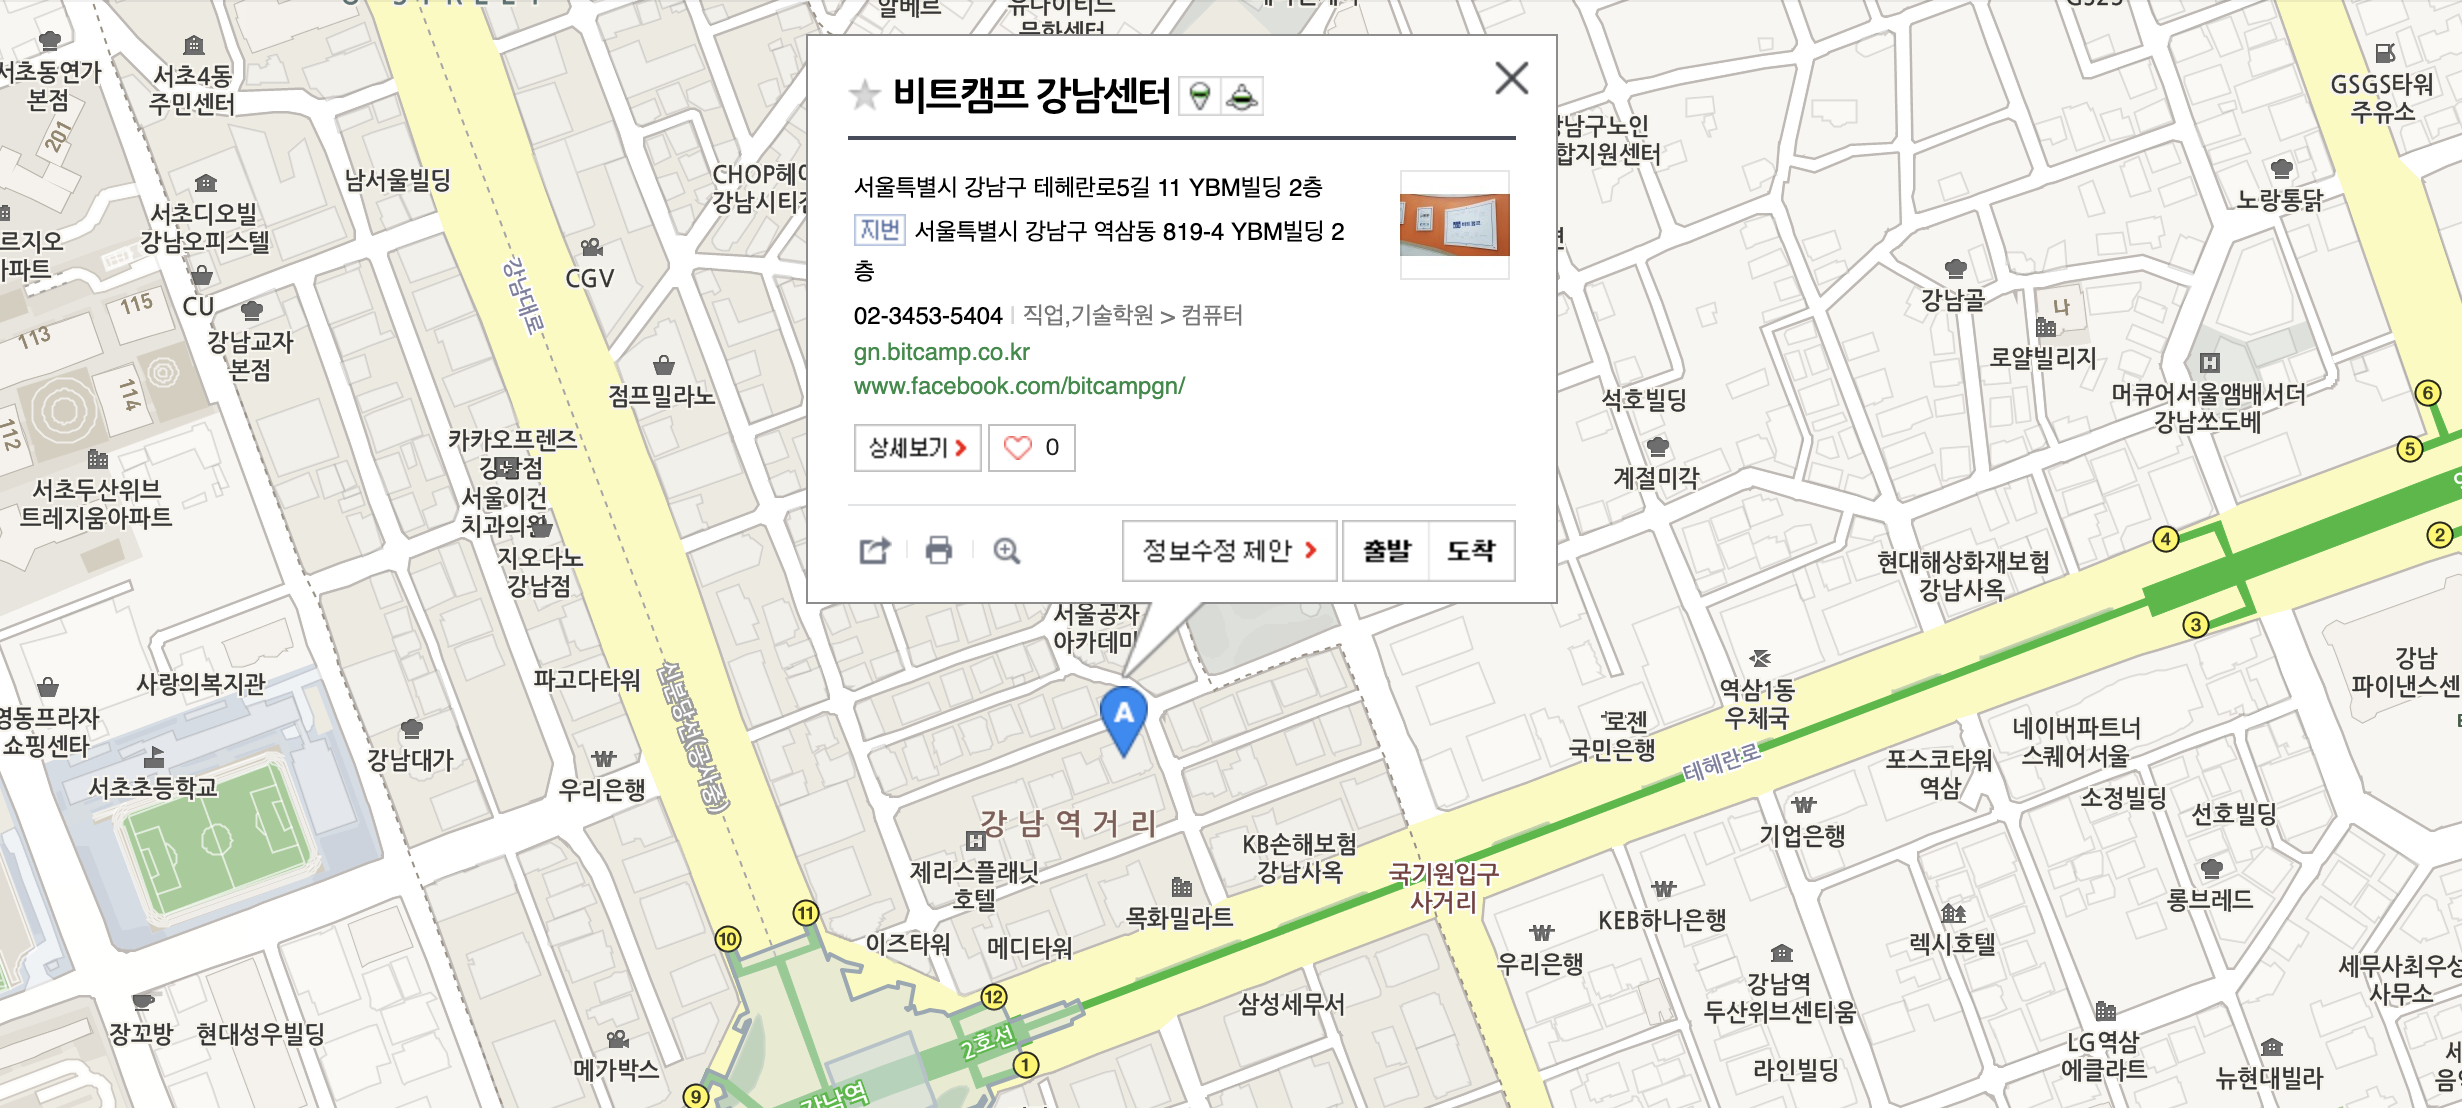 알베르
유나이티드
문화센터
GS25
서초동연가
본점
서초4동
주민센터
201
남서울빌딩
서초디오빌
강남오피스텔
CU
강남교자
본점
115
113
114
112
강남대로
CGV
점프밀라노
카카오프렌즈
강남점
서울이건
치과의원
지오다노
강남점
서초두산위브
트레지움아파트
사랑의복지관
파고다타워
신분당선(공사중)
영동프라자
쇼핑센타
서초초등학교
강남대가
우리은행
장꼬방
현대성우빌딩
메가박스
비트캠프 강남센터
서울특별시 강남구 테헤란로5길 11 YBM빌딩 2층
지번 서울특별시 강남구 역삼동 819-4 YBM빌딩 2
층
02-3453-5404 직업,기술학원 > 컴퓨터
gn.bitcamp.co.kr
www.facebook.com/bitcampgn/
상세보기 0
정보수정 제안 출발 도착
서울공자
아카데미
A
강남역거리
제리스플래닛
호텔
KB손해보험
강남사옥
목화밀라트
이즈타워
메디타워
국기원입구
사거리
11
10
12
1
9
2호선
강남역
삼성세무서
GSGS타워
주유소
노랑통닭
강남골
나
로얄빌리지
머큐어서울앰배서더
강남쏘도베
석호빌딩
계절미각
6
5
4
2
3
현대해상화재보험
강남사옥
역삼1동
우체국
로젠
국민은행
테헤란로
강남
파이낸스센
네이버파트너
스퀘어서울
포스코타워
역삼
소정빌딩
선호빌딩
기업은행
롱브레드
KEB하나은행
우리은행
렉시호텔
강남역
두산위브센티움
세무사최우성
사무소
LG역삼
에클라트
라인빌딩
뉴현대빌라